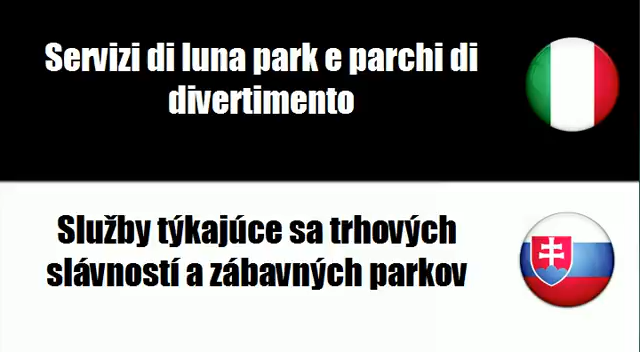 Servizi di luna park e parchi di
divertimento
Služby týkajúce sa trhových
slávností a zábavných parkov